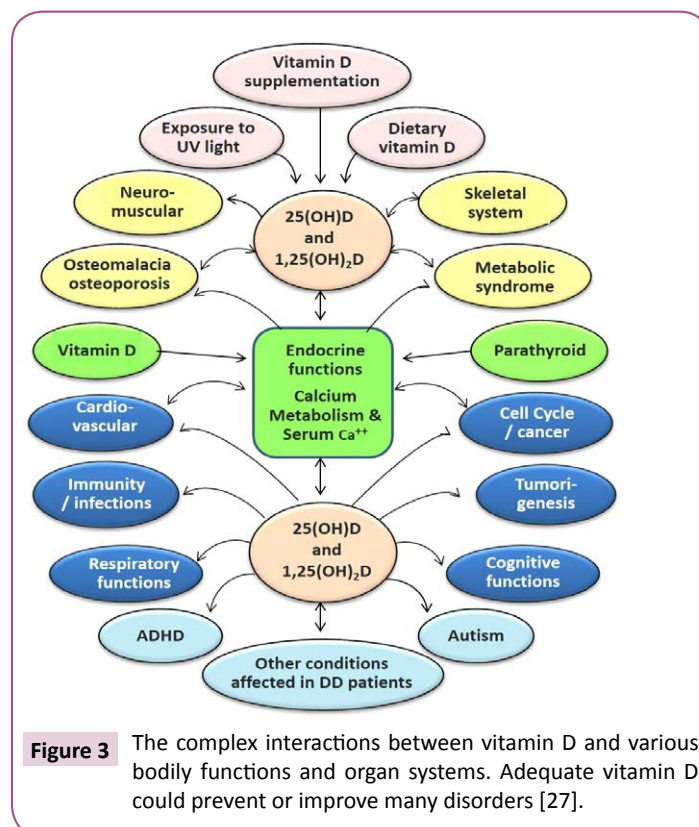 Vitamin D
supplementation
Exposure to
UV light
Dietary
vitamin D
Neuro-
muscular
25(OH)D
and
1,25(OH)₂D
Skeletal
system
Osteomalacia
osteoporosis
Metabolic
syndrome
Vitamin D
Endocrine
functions
Calcium
Metabolism &
Serum Ca⁺⁺
Parathyroid
Cardio-
vascular
Cell Cycle
/ cancer
Immunity
/ infections
Tumori-
genesis
25(OH)D
and
1,25(OH)₂D
Respiratory
functions
Cognitive
functions
ADHD
Autism
Other conditions
affected in DD patients
Figure 3 The complex interactions between vitamin D and various
bodily functions and organ systems. Adequate vitamin D
could prevent or improve many disorders [27].